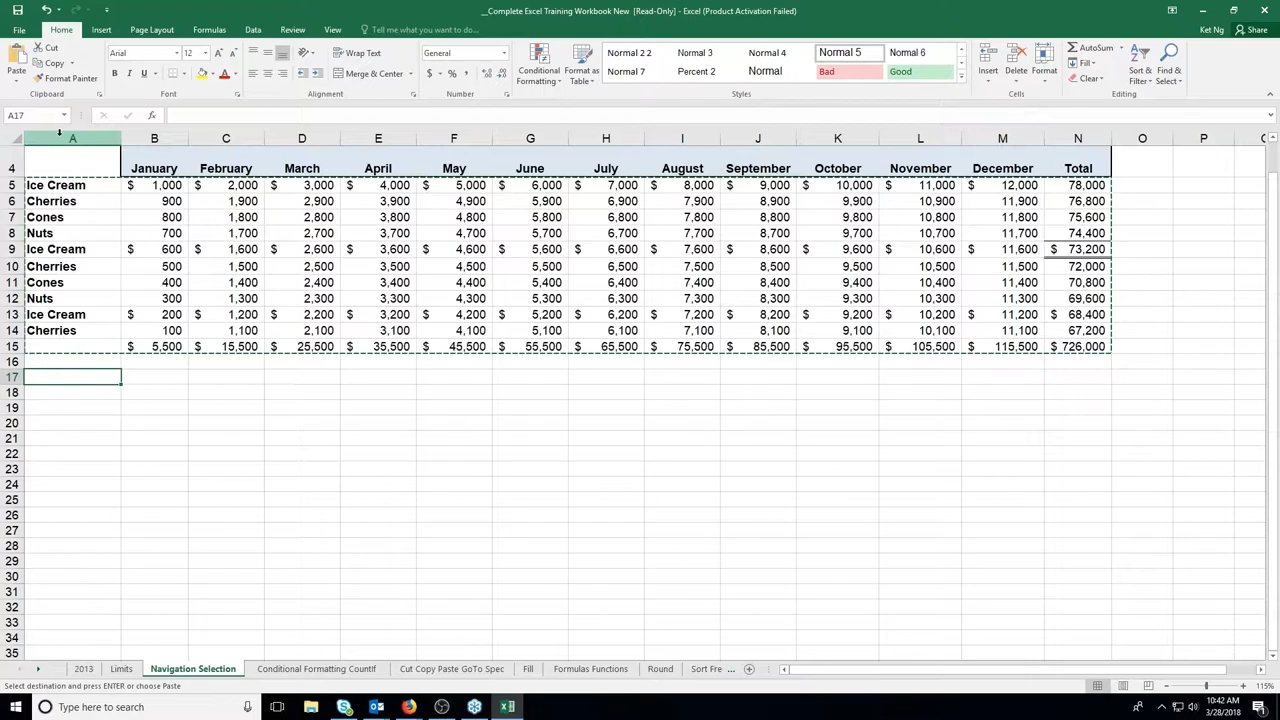 __Complete Excel Training Workbook New [Read-Only] - Excel (Product Activation Failed)
File Home Insert Page Layout Formulas Data Review View Tell me what you want to do... Ket Ng Share
Paste Cut Copy Format Painter
Arial 12 Wrap Text Merge & Center General
Conditional Formatting Format as Table
Normal 2 2 Normal 3 Normal 4 Normal 5 Normal 6
Normal 7 Percent 2 Normal Bad Good
Insert Delete Format AutoSum Fill Clear Sort & Filter Find & Select
Clipboard Font Alignment Number Styles Cells Editing
A17 fx
A B C D E F G H I J K L M N O P
4 January February March April May June July August September October November December Total
5 Ice Cream $ 1,000 $ 2,000 $ 3,000 $ 4,000 $ 5,000 $ 6,000 $ 7,000 $ 8,000 $ 9,000 $ 10,000 $ 11,000 $ 12,000 78,000
6 Cherries 900 1,900 2,900 3,900 4,900 5,900 6,900 7,900 8,900 9,900 10,900 11,900 76,800
7 Cones 800 1,800 2,800 3,800 4,800 5,800 6,800 7,800 8,800 9,800 10,800 11,800 75,600
8 Nuts 700 1,700 2,700 3,700 4,700 5,700 6,700 7,700 8,700 9,700 10,700 11,700 74,400
9 Ice Cream $ 600 $ 1,600 $ 2,600 $ 3,600 $ 4,600 $ 5,600 $ 6,600 $ 7,600 $ 8,600 $ 9,600 $ 10,600 $ 11,600 $ 73,200
10 Cherries 500 1,500 2,500 3,500 4,500 5,500 6,500 7,500 8,500 9,500 10,500 11,500 72,000
11 Cones 400 1,400 2,400 3,400 4,400 5,400 6,400 7,400 8,400 9,400 10,400 11,400 70,800
12 Nuts 300 1,300 2,300 3,300 4,300 5,300 6,300 7,300 8,300 9,300 10,300 11,300 69,600
13 Ice Cream $ 200 $ 1,200 $ 2,200 $ 3,200 $ 4,200 $ 5,200 $ 6,200 $ 7,200 $ 8,200 $ 9,200 $ 10,200 $ 11,200 $ 68,400
14 Cherries 100 1,100 2,100 3,100 4,100 5,100 6,100 7,100 8,100 9,100 10,100 11,100 67,200
15 $ 5,500 $ 15,500 $ 25,500 $ 35,500 $ 45,500 $ 55,500 $ 65,500 $ 75,500 $ 85,500 $ 95,500 $ 105,500 $ 115,500 $ 726,000
16
17
18
19
20
21
22
23
24
25
26
27
28
29
30
31
32
33
34
35
2013 Limits Navigation Selection Conditional Formatting CountIf Cut Copy Paste GoTo Spec Fill Formulas Functions Round Sort Fre ...
Select destination and press ENTER or choose Paste 115%
Type here to search 10:42 AM
3/28/2018